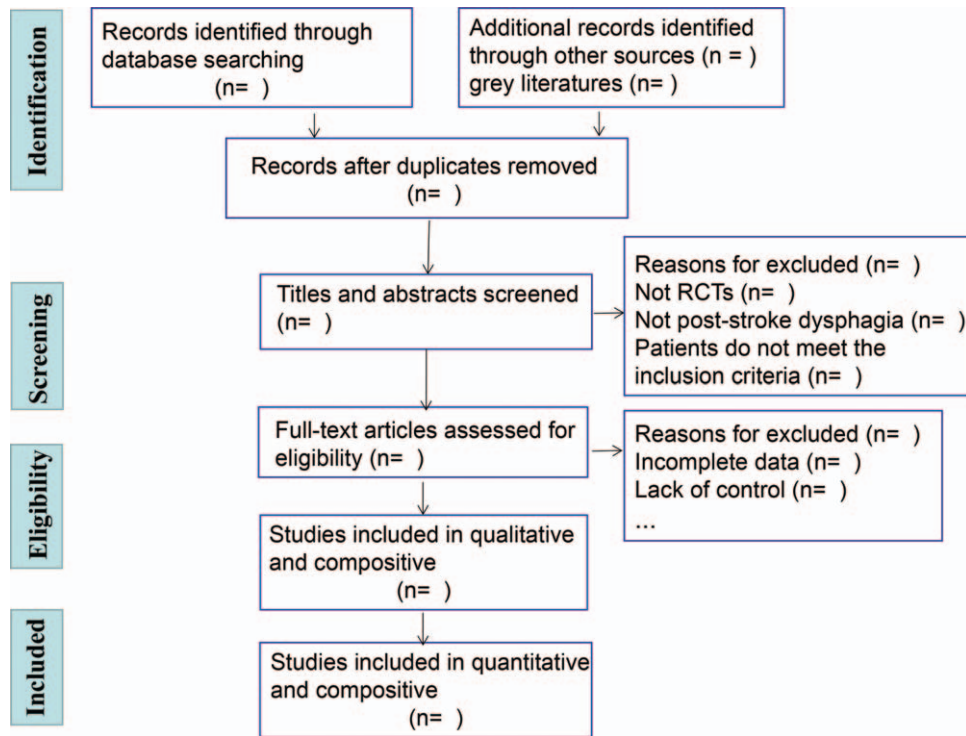 Identification
Records identified through
database searching
(n=  )
Additional records identified
through other sources (n = )
grey literatures (n= )
Records after duplicates removed
(n=  )
Screening
Titles and abstracts screened
(n=  )
Reasons for excluded (n=  )
Not RCTs (n=  )
Not post-stroke dysphagia (n=  )
Patients do not meet the
inclusion criteria (n=  )
Eligibility
Full-text articles assessed for
eligibility (n=  )
Reasons for excluded (n=  )
Incomplete data (n=  )
Lack of control (n=  )
...
Studies included in qualitative
and compositive
(n=  )
Included
Studies included in quantitative
and compositive
(n=  )